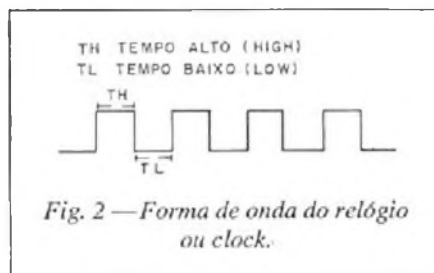 TH TEMPO ALTO (HIGH)
TL TEMPO BAIXO (LOW)
TH
TL
Fig. 2 — Forma de onda do relógio
ou clock.